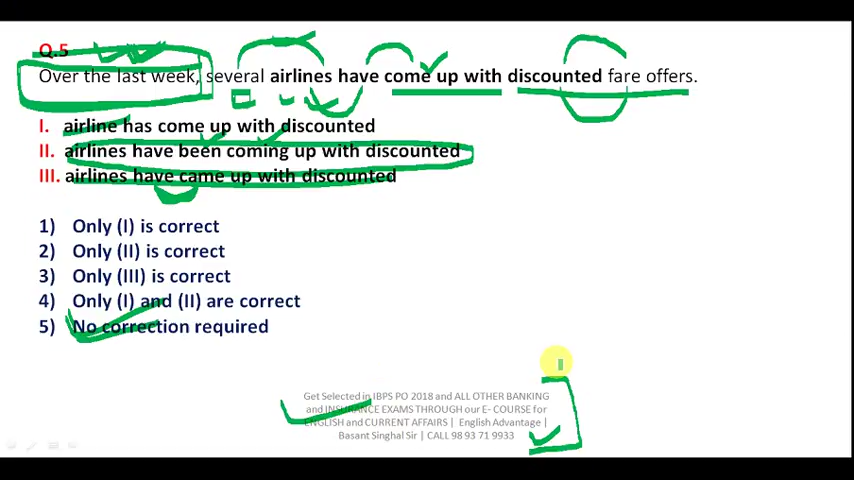 Q.5
Over the last week, several airlines have come up with discounted fare offers.
I. airline has come up with discounted
II. airlines have been coming up with discounted
III. airlines have came up with discounted
1) Only (I) is correct
2) Only (II) is correct
3) Only (III) is correct
4) Only (I) and (II) are correct
5) No correction required
Get Selected in IBPS PO 2018 and ALL OTHER BANKING
and INSURANCE EXAMS THROUGH our E- COURSE for
ENGLISH and CURRENT AFFAIRS | English Advantage |
Basant Singhal Sir | CALL 98 93 71 9933